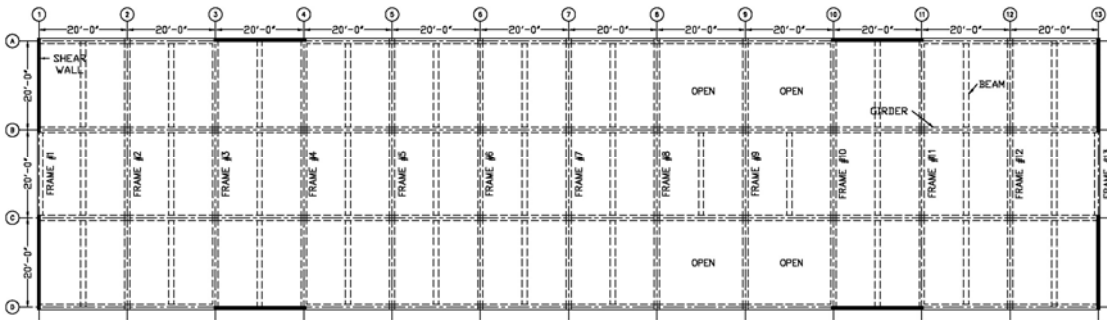 1 2 3 4 5 6 7 8 9 10 11 12 13
20'-0" 20'-0" 20'-0" 20'-0" 20'-0" 20'-0" 20'-0" 20'-0" 20'-0" 20'-0" 20'-0" 20'-0"
A
SHEAR
WALL
20'-0"
OPEN OPEN
BEAM
GIRDER
B
20'-0"
FRAME #1 FRAME #2 FRAME #3 FRAME #4 FRAME #5 FRAME #6 FRAME #7 FRAME #8 FRAME #9 FRAME #10 FRAME #11 FRAME #12 FRAME #13
C
20'-0"
OPEN OPEN
D